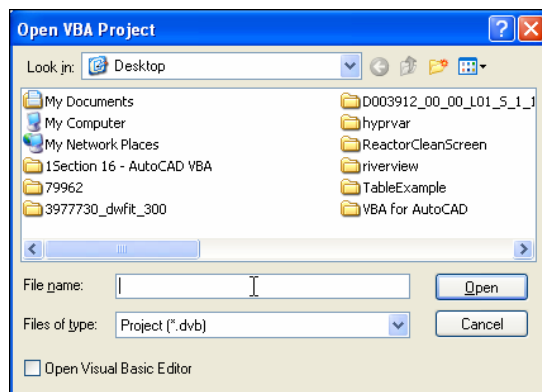 Open VBA Project
Look in: Desktop
My Documents
My Computer
My Network Places
1Section 16 - AutoCAD VBA
79962
3977730_dwfit_300
D003912_00_00_L01_S_1_1
hyprvar
ReactorCleanScreen
riverview
TableExample
VBA for AutoCAD
File name:
Open
Files of type: Project (*.dvb)
Cancel
Open Visual Basic Editor